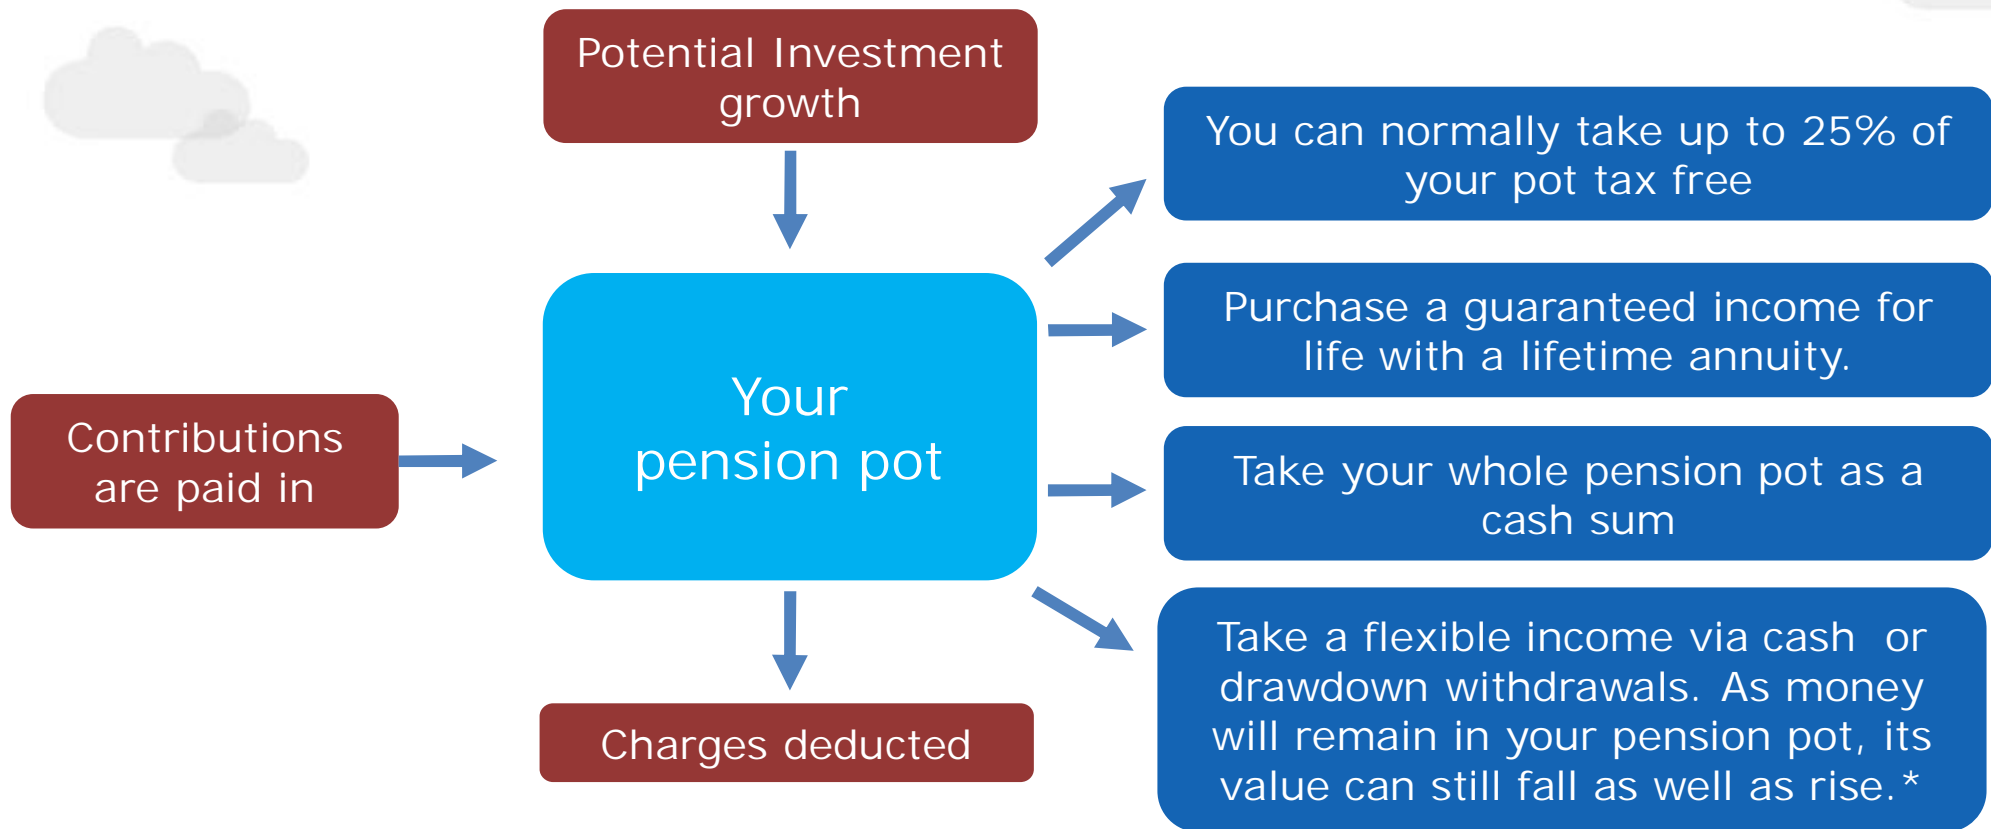 Potential Investment
growth
You can normally take up to 25% of
your pot tax free
Purchase a guaranteed income for
life with a lifetime annuity.
Contributions
are paid in
Your
pension pot
Take your whole pension pot as a
cash sum
Take a flexible income via cash or
drawdown withdrawals. As money
will remain in your pension pot, its
value can still fall as well as rise.*
Charges deducted